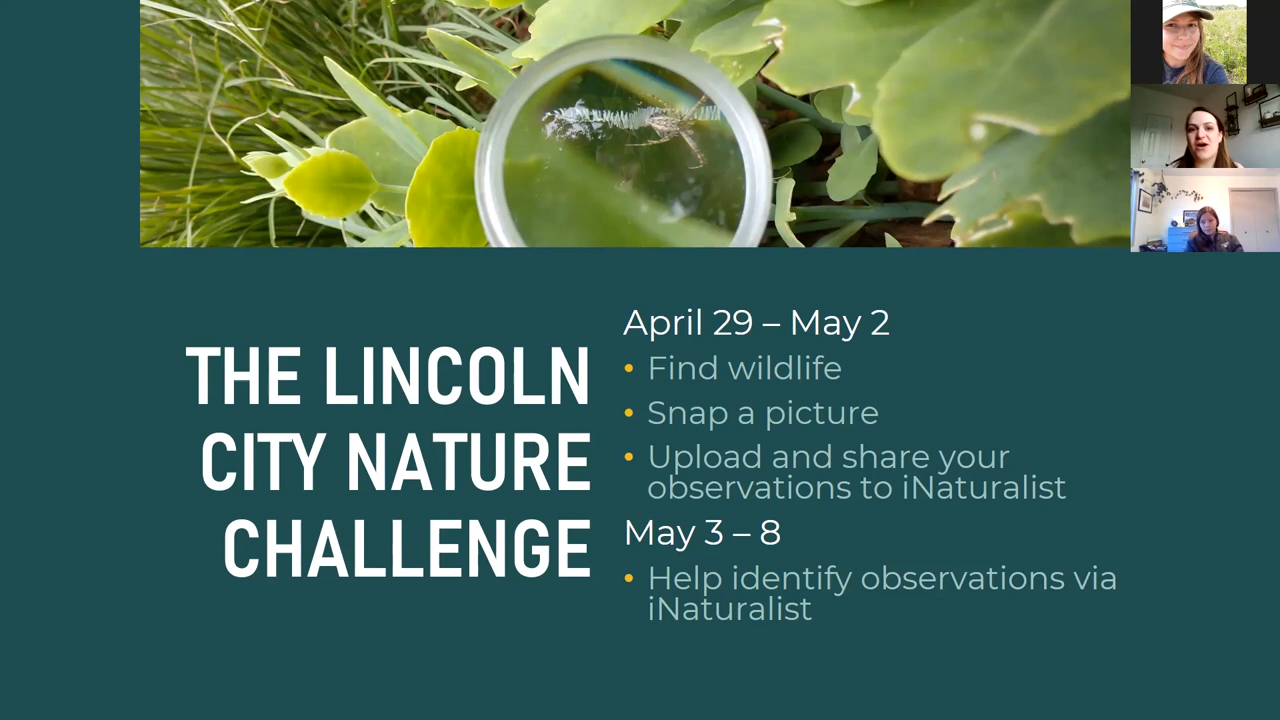 THE LINCOLN
CITY NATURE
CHALLENGE
April 29 – May 2
• Find wildlife
• Snap a picture
• Upload and share your
observations to iNaturalist
May 3 – 8
• Help identify observations via
iNaturalist